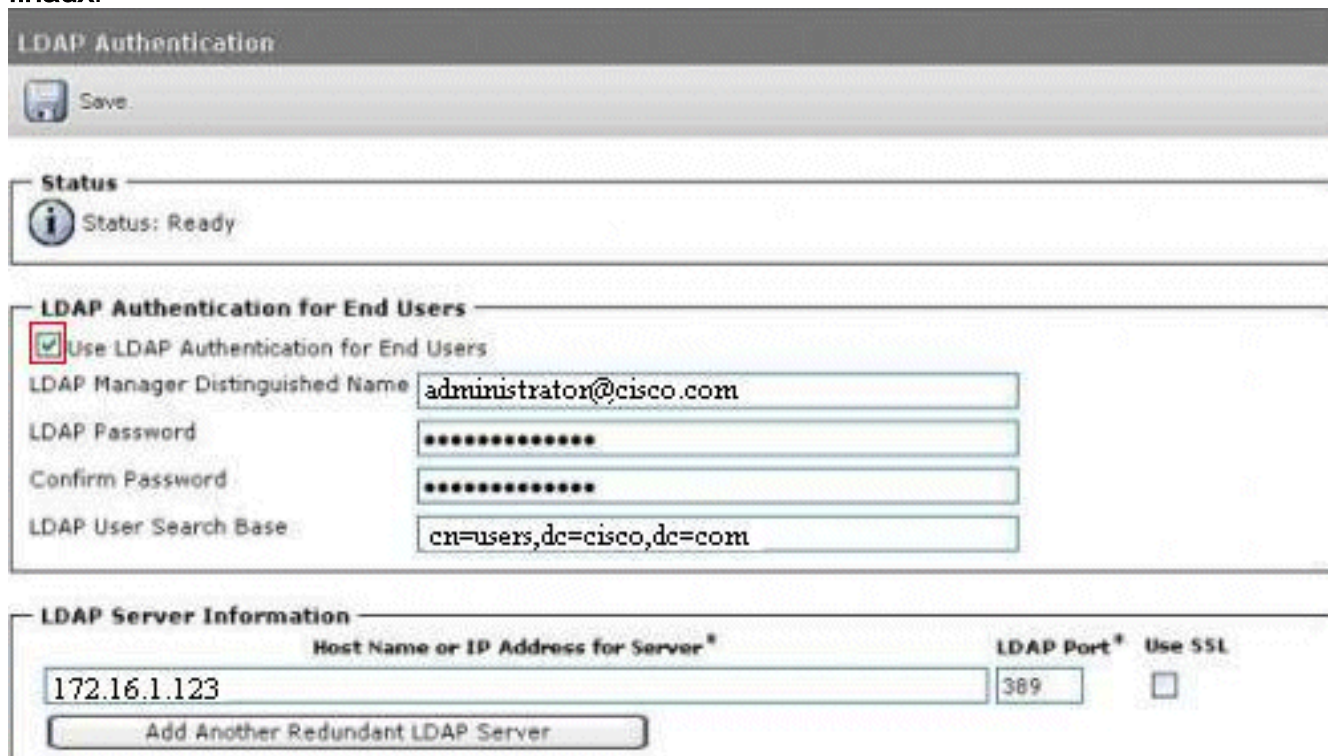 LDAP Authentication
Save
Status
Status: Ready
LDAP Authentication for End Users
Use LDAP Authentication for End Users
LDAP Manager Distinguished Name administrator@cisco.com
LDAP Password •••••••••••••
Confirm Password •••••••••••••
LDAP User Search Base cn=users,dc=cisco,dc=com
LDAP Server Information
Host Name or IP Address for Server* LDAP Port* Use SSL
172.16.1.123 389
Add Another Redundant LDAP Server